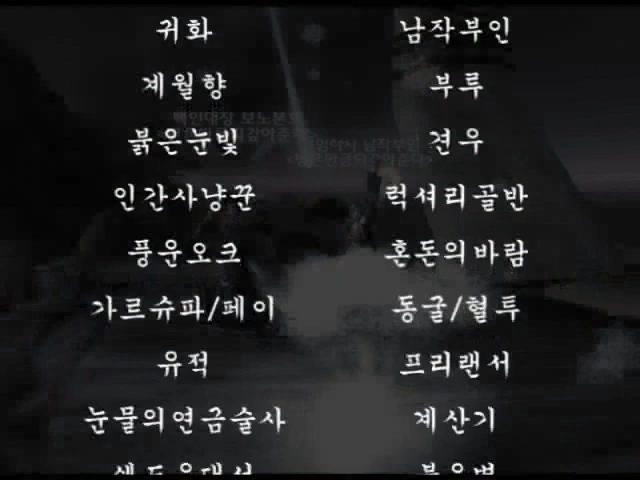 귀화 남작부인
계월향 부루
붉은눈빛 견우
인간사냥꾼 럭셔리골반
풍운오크 혼돈의바람
가르슈파/페이 동굴/혈투
유적 프리랜서
눈물의연금술사 계산기